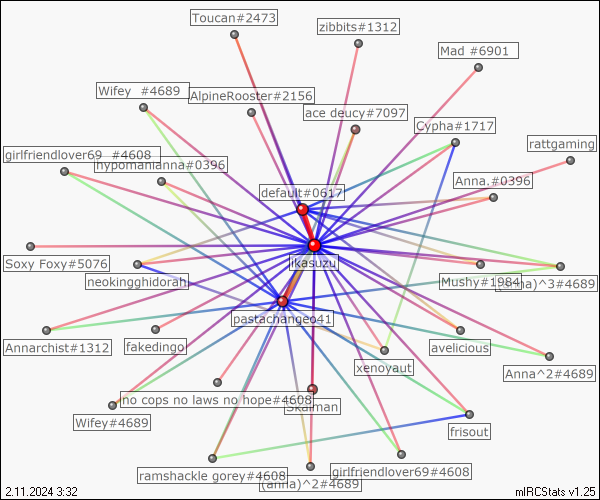 Toucan#2473
zibbits#1312
Mad #6901
Wifey #4689
AlpineRooster#2156
ace deucy#7097
Cypha#1717
rattgaming
girlfriendlover69 #4608
hypomanianna#0396
Anna.#0396
default#0617
Soxy Foxy#5076
neokingghidorah
ikasuzu
Mushy#1984
(anna)^3#4689
pastachangeo41
Annarchist#1312
fakedingo
avelicious
xenoyaut
Anna^2#4689
no cops no laws no hope#4608
Skaiman
Wifey#4689
frisout
ramshackle gorey#4608
(anna)^2#4689
girlfriendlover69#4608
2.11.2024 3:32
mIRCStats v1.25